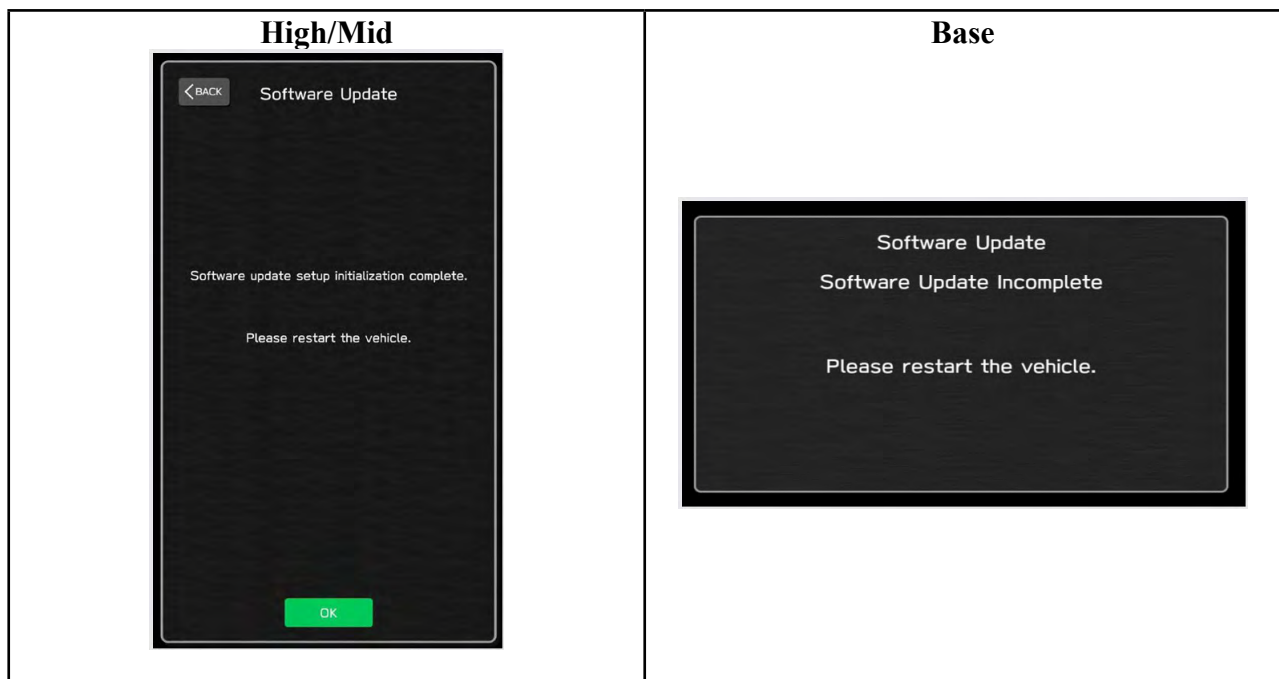 High/Mid
BACK
Software Update
Software update setup initialization complete.
Please restart the vehicle.
OK
Base
Software Update
Software Update Incomplete
Please restart the vehicle.